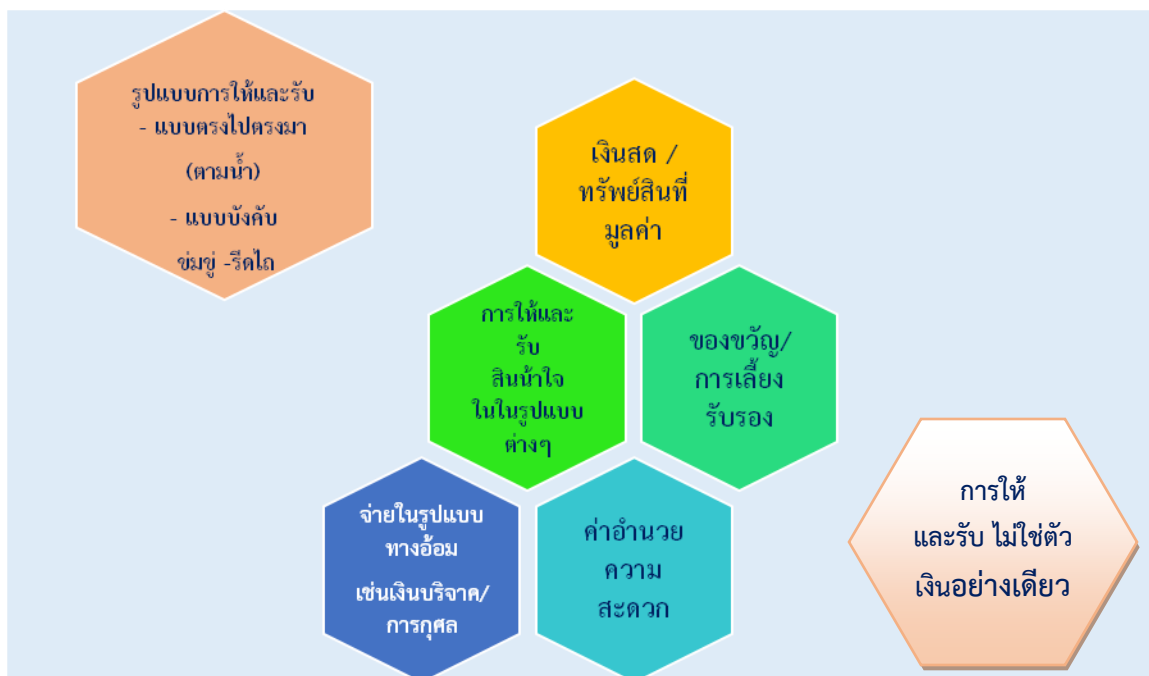 รูปแบบการให้และรับ
- แบบตรงไปตรงมา
(ตามน้ำ)
- แบบบังคับ
ข่มขู่ -รีดไถ
เงินสด /
ทรัพย์สินที่
มูลค่า
การให้และ
รับ
สินน้ำใจ
ในในรูปแบบ
ต่างๆ
ของขวัญ/
การเลี้ยง
รับรอง
จ่ายในรูปแบบ
ทางอ้อม
เช่นเงินบริจาค/
การกุศล
ค่าอำนวย
ความ
สะดวก
การให้
และรับ ไม่ใช่ตัว
เงินอย่างเดียว